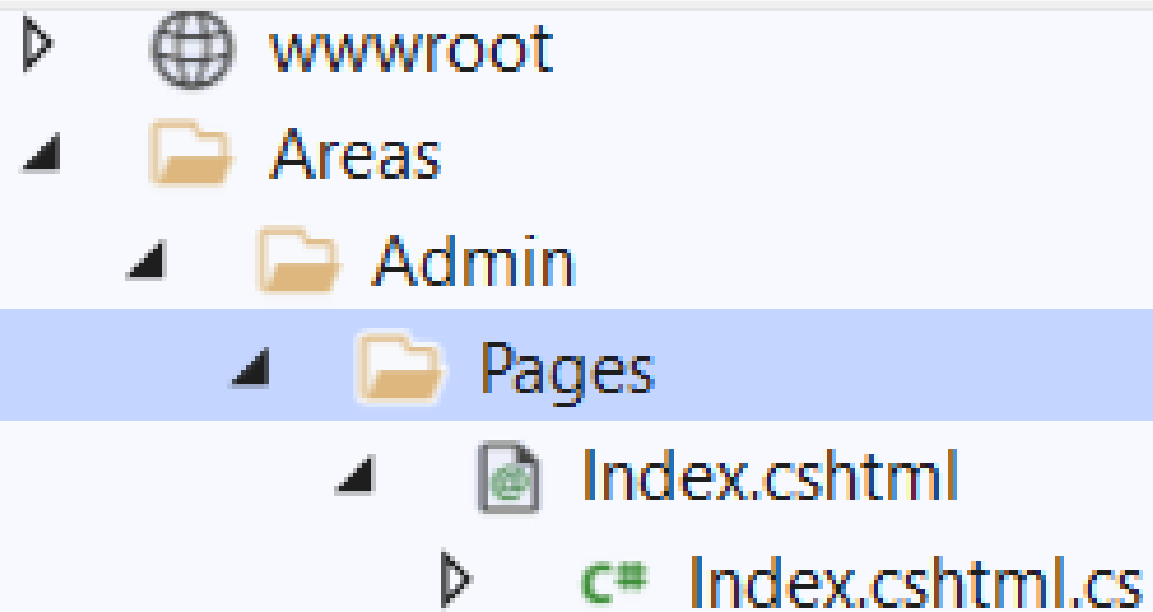 wwwroot
Areas
Admin
Pages
Index.cshtml
C# Index.cshtml.cs